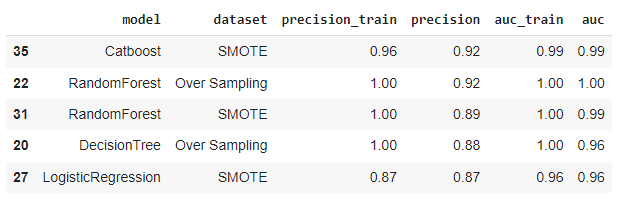 model dataset precision_train precision auc_train auc
35 Catboost SMOTE 0.96 0.92 0.99 0.99
22 RandomForest Over Sampling 1.00 0.92 1.00 1.00
31 RandomForest SMOTE 1.00 0.89 1.00 0.99
20 DecisionTree Over Sampling 1.00 0.88 1.00 0.96
27 LogisticRegression SMOTE 0.87 0.87 0.96 0.96